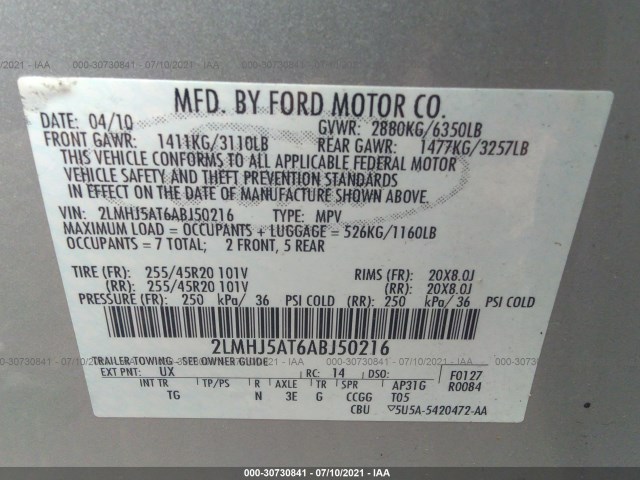 000-30730841 / 07/10/2021 - IAA
MFD. BY FORD MOTOR CO.
DATE: 04/10
GVWR: 2880KG/6350LB
FRONT GAWR: 1411KG/3110LB
REAR GAWR: 1477KG/3257LB
THIS VEHICLE CONFORMS TO ALL APPLICABLE FEDERAL MOTOR
VEHICLE SAFETY AND THEFT PREVENTION STANDARDS
IN EFFECT ON THE DATE OF MANUFACTURE SHOWN ABOVE.
VIN: 2LMHJ5AT6ABJ50216 TYPE: MPV
MAXIMUM LOAD = OCCUPANTS + LUGGAGE = 526KG/1160LB
OCCUPANTS = 7 TOTAL; 2 FRONT, 5 REAR
TIRE (FR): 255/45R20 101V RIMS (FR): 20X8.0J
(RR): 255/45R20 101V (RR): 20X8.0J
PRESSURE (FR): 250 kPa/ 36 PSI COLD (RR): 250 kPa/ 36 PSI COLD
2LMHJ5AT6ABJ50216
TRAILER TOWING - SEE OWNER GUIDE
EXT PNT: UX RC: 14 DSO: F0127
INT TR TP/PS R AXLE TR SPR AP31G R0084
TG N 3E G CCGG T05
CBU 5U5A-5420472-AA
000-30730841 / 07/10/2021 - IAA